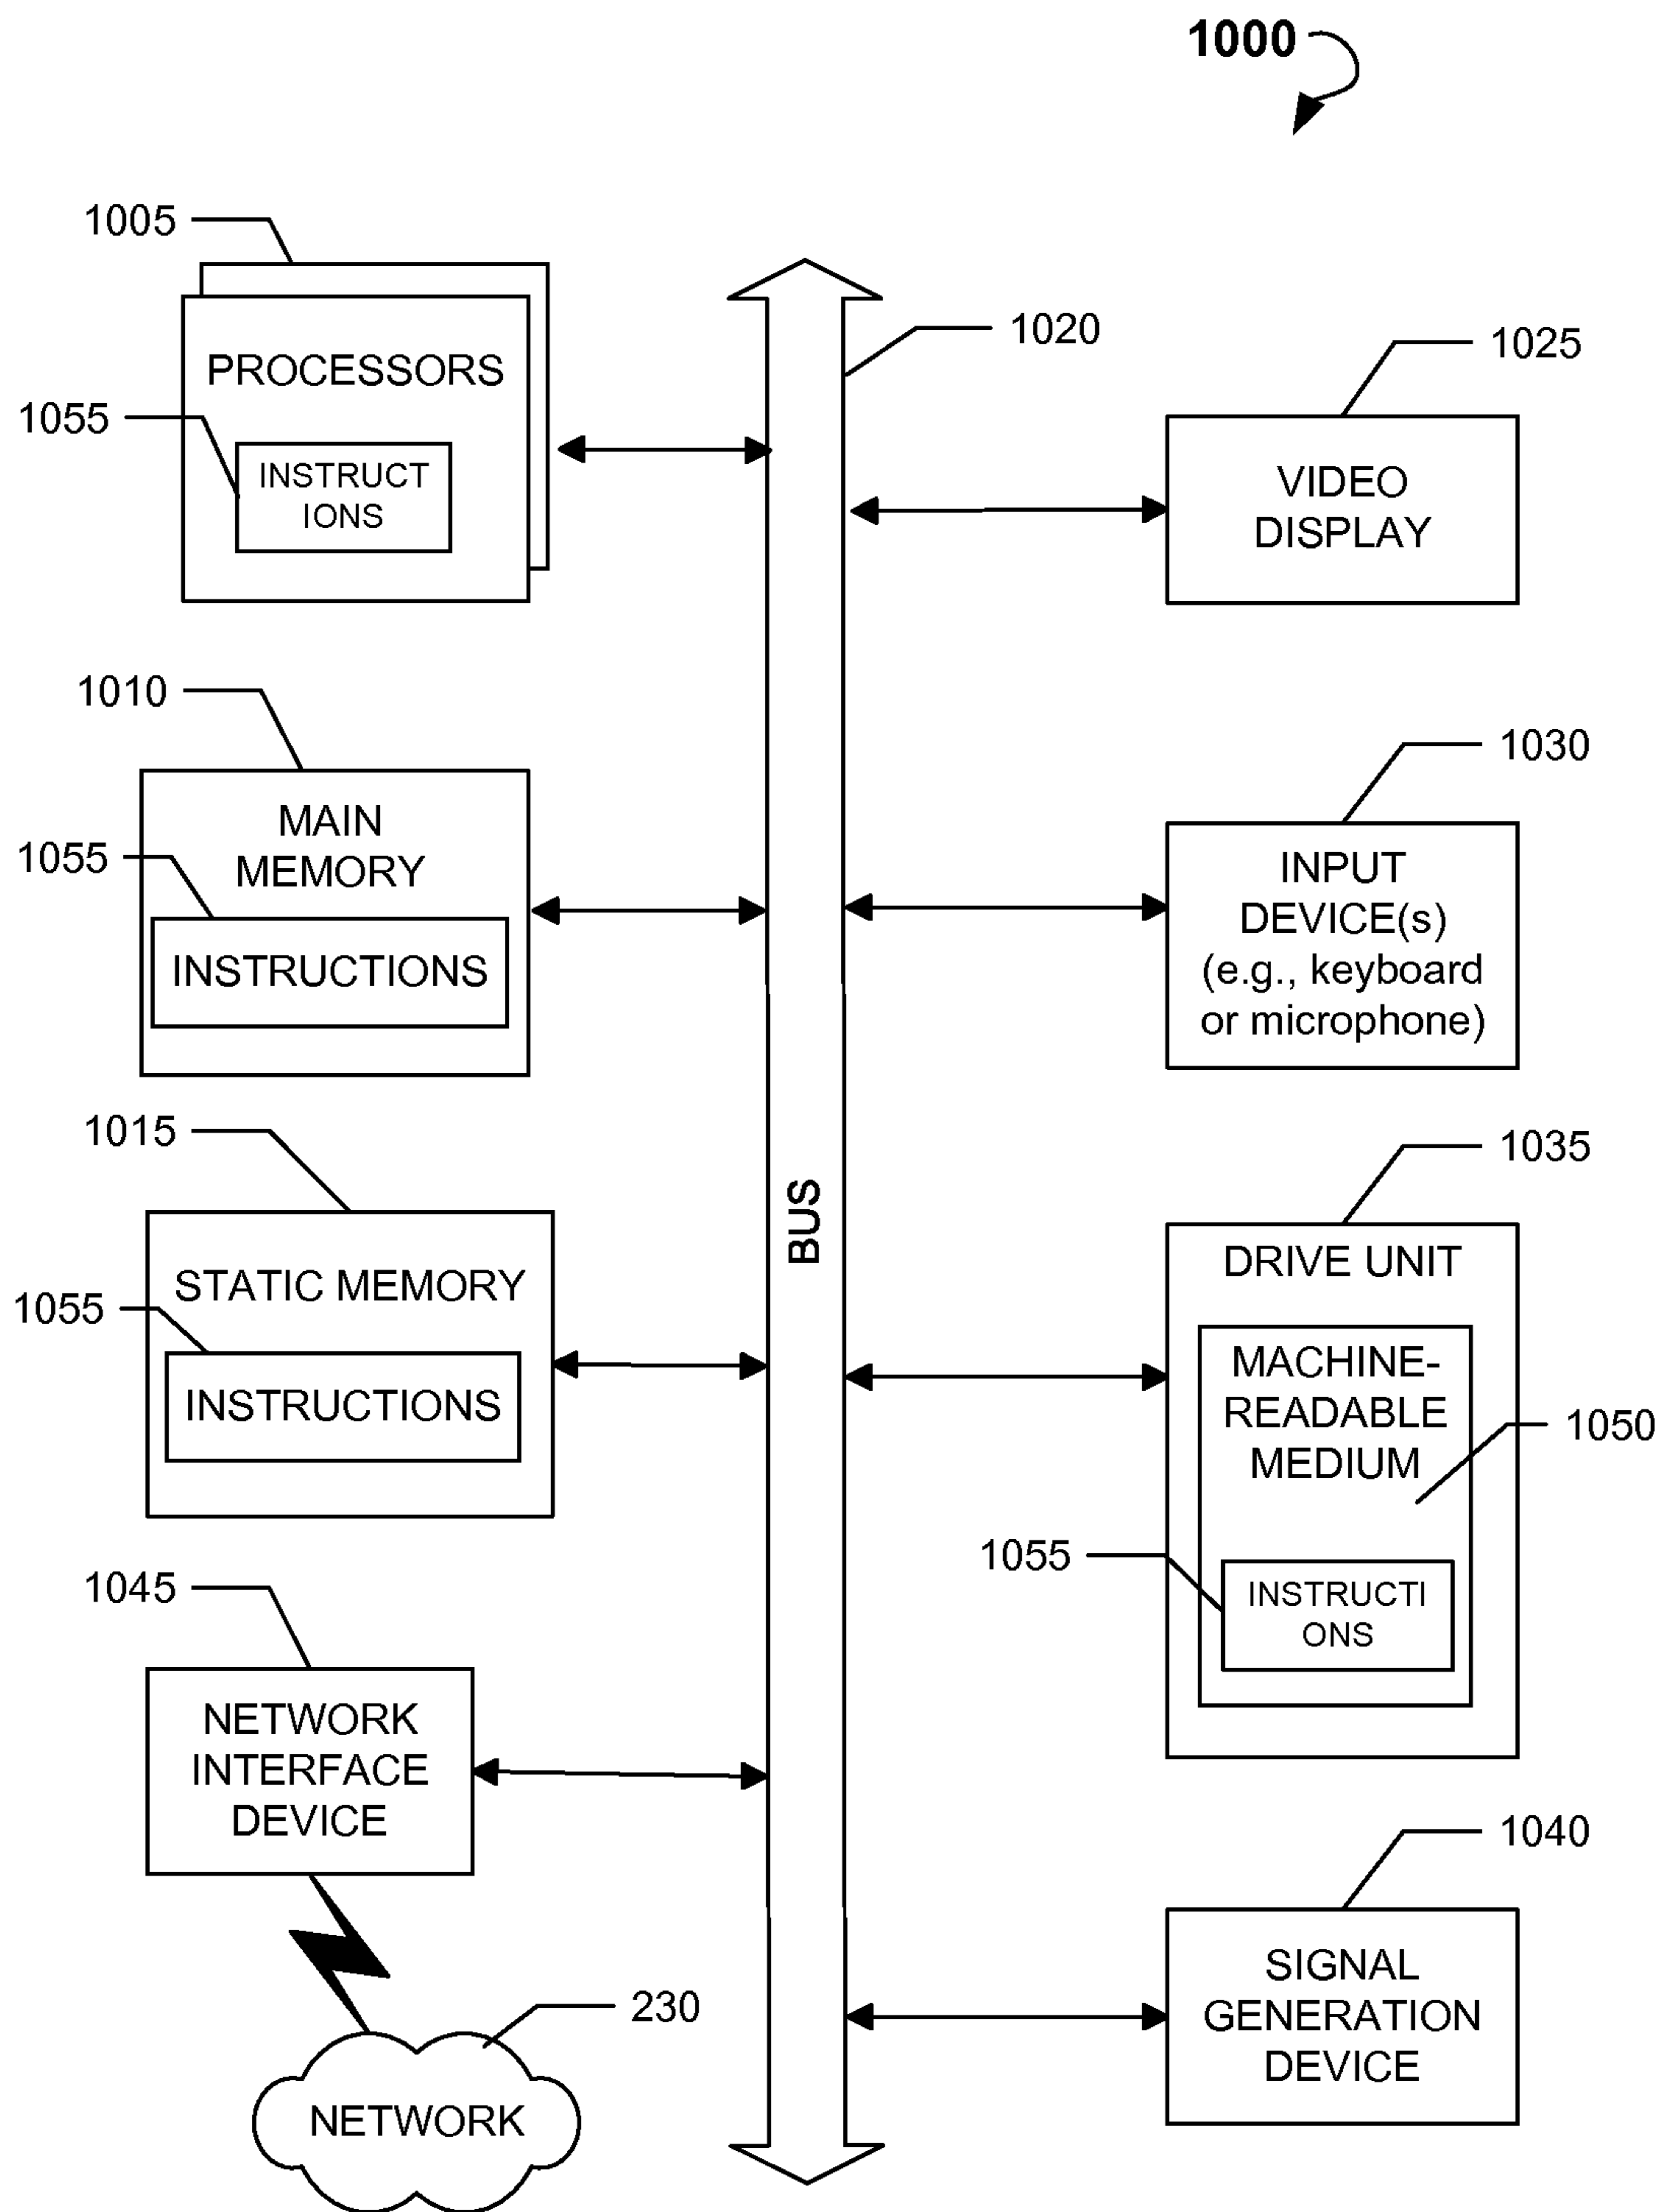 1000
1005
PROCESSORS
1055
INSTRUCT
IONS
1010
MAIN
MEMORY
1055
INSTRUCTIONS
1015
STATIC MEMORY
1055
INSTRUCTIONS
1045
NETWORK
INTERFACE
DEVICE
230
NETWORK
1020
BUS
1025
VIDEO
DISPLAY
1030
INPUT
DEVICE(s)
(e.g., keyboard
or microphone)
1035
DRIVE UNIT
MACHINE-
READABLE
MEDIUM
1050
1055
INSTRUCTI
ONS
1040
SIGNAL
GENERATION
DEVICE